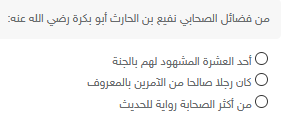 من فضائل الصحابي نفيع بن الحارث أبو بكرة رضي الله عنه:
أحد العشرة المشهود لهم بالجنة
كان رجلا صالحا من الآمرين بالمعروف
من أكثر الصحابة رواية للحديث